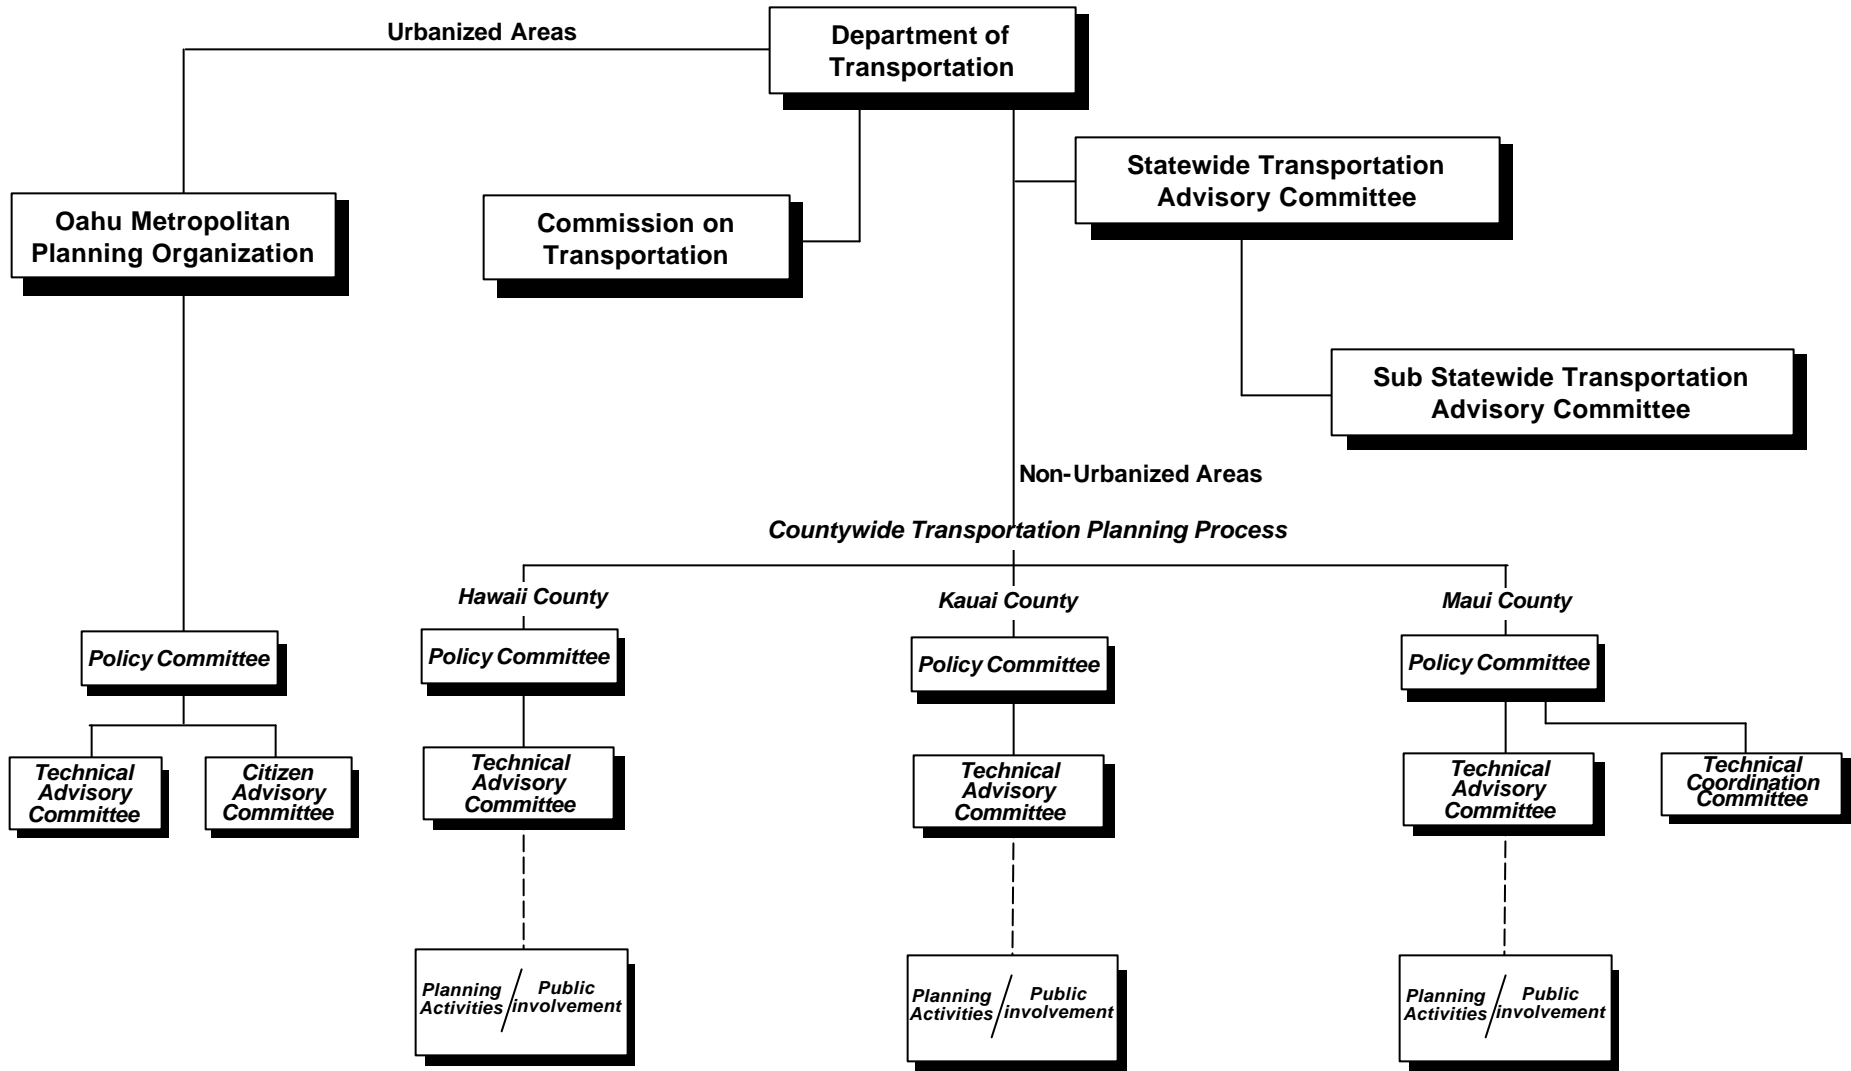 Urbanized Areas
Department of
Transportation
Statewide Transportation
Advisory Committee
Oahu Metropolitan
Planning Organization
Commission on
Transportation
Sub Statewide Transportation
Advisory Committee
Non-Urbanized Areas
Countywide Transportation Planning Process
Hawaii County
Kauai County
Maui County
Policy Committee
Policy Committee
Policy Committee
Policy Committee
Technical
Advisory
Committee
Citizen
Advisory
Committee
Technical
Advisory
Committee
Technical
Advisory
Committee
Technical
Advisory
Committee
Technical
Coordination
Committee
Planning
Activities
/
Public
involvement
Planning
Activities
/
Public
involvement
Planning
Activities
/
Public
involvement